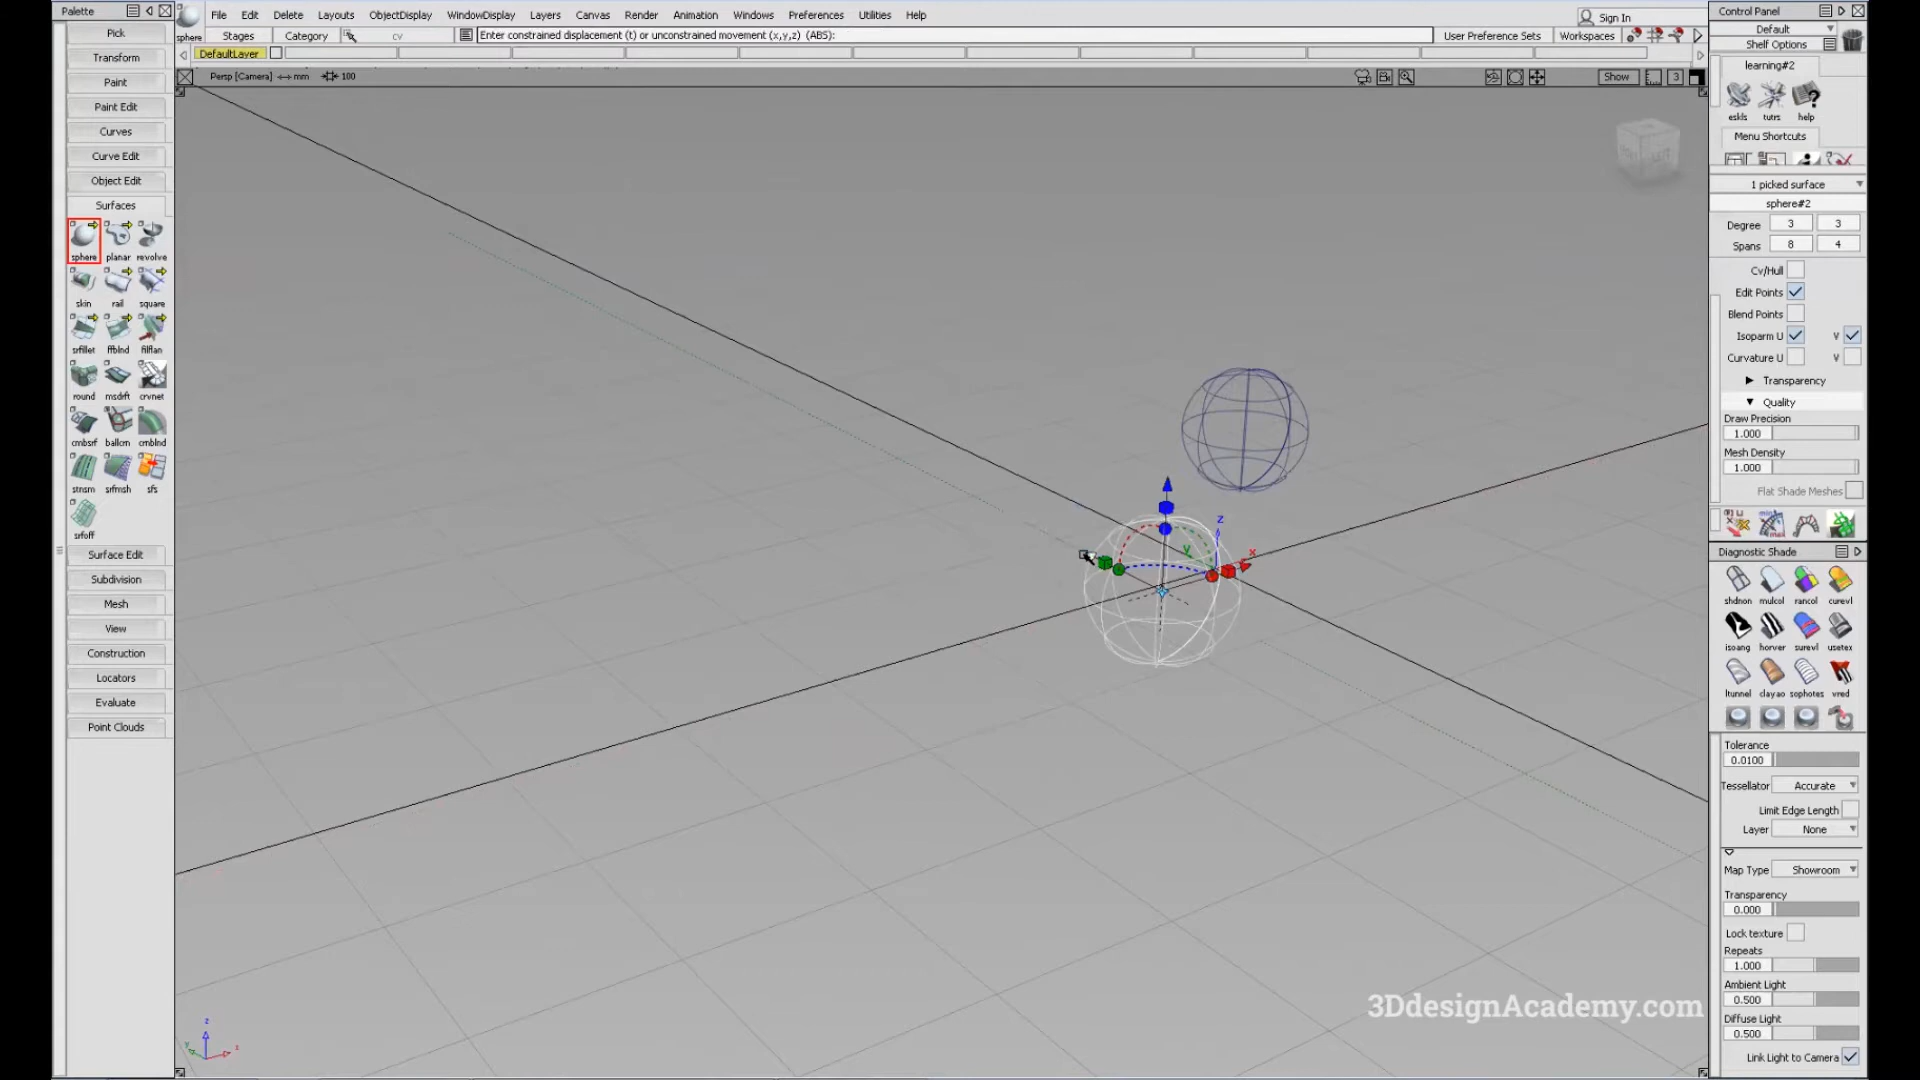 Palette
Pick
Transform
Paint
Paint Edit
Curves
Curve Edit
Object Edit
Surfaces
sphere planar revolve
skin rail square
srfillet ffblnd filflan
round msdrft crvnet
cmbsrf ballcrn cmblnd
strnsm srfmsh sfs
srfoff
Surface Edit
Subdivision
Mesh
View
Construction
Locators
Evaluate
Point Clouds
File Edit Delete Layouts ObjectDisplay WindowDisplay Layers Canvas Render Animation Windows Preferences Utilities Help
Sign In
sphere Stages Category cv Enter constrained displacement (t) or unconstrained movement (x,y,z) (ABS): User Preference Sets Workspaces
DefaultLayer
Persp [Camera] mm 100 Show 3
z
y
x
z
x
3DdesignAcademy.com
Control Panel
Default
Shelf Options
learning#2
eskls tutrs help
Menu Shortcuts
1 picked surface
sphere#2
Degree 3 3
Spans 8 4
Cv/Hull
Edit Points
Blend Points
Isoparm U V
Curvature U V
Transparency
Quality
Draw Precision
1.000
Mesh Density
1.000
Flat Shade Meshes
Diagnostic Shade
shdnon mulcol rancol curevl
isoang horver surevl usetex
ltunnel clayao sophotes vred
Tolerance
0.0100
Tessellator Accurate
Limit Edge Length
Layer None
Map Type Showroom
Transparency
0.000
Lock texture
Repeats
1.000
Ambient Light
0.500
Diffuse Light
0.500
Link Light to Camera